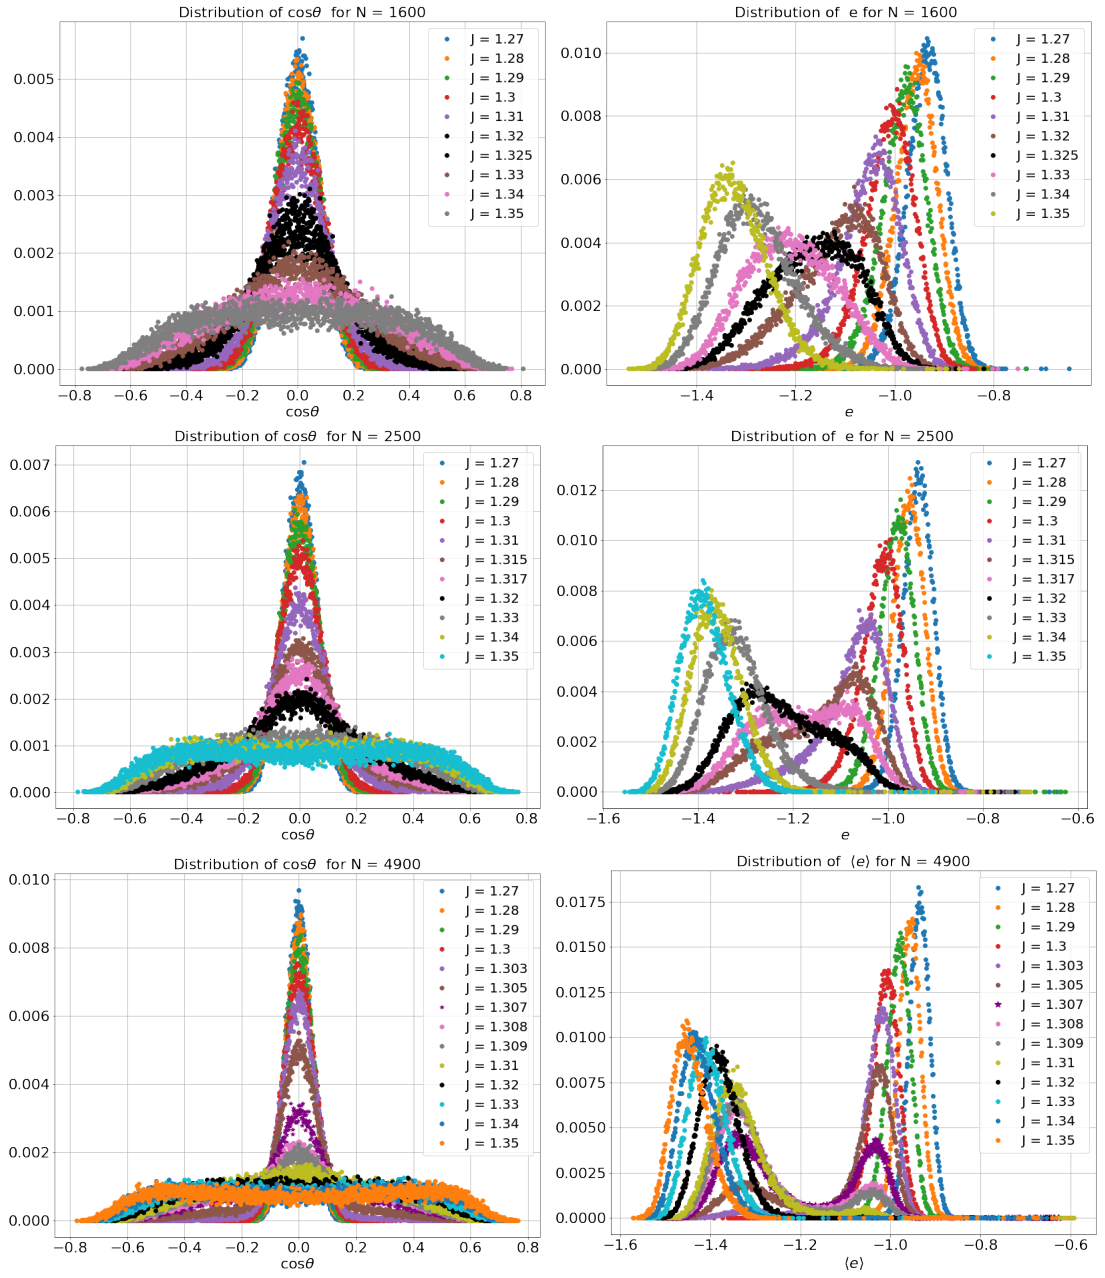 Distribution of cosθ for N = 1600
J = 1.27
J = 1.28
J = 1.29
J = 1.3
J = 1.31
J = 1.32
J = 1.325
J = 1.33
J = 1.34
J = 1.35
0.005
0.004
0.003
0.002
0.001
0.000
−0.8 −0.6 −0.4 −0.2 0.0 0.2 0.4 0.6 0.8
cosθ
Distribution of e for N = 1600
J = 1.27
J = 1.28
J = 1.29
J = 1.3
J = 1.31
J = 1.32
J = 1.325
J = 1.33
J = 1.34
J = 1.35
0.010
0.008
0.006
0.004
0.002
0.000
−1.4 −1.2 −1.0 −0.8
e
Distribution of cosθ for N = 2500
J = 1.27
J = 1.28
J = 1.29
J = 1.3
J = 1.31
J = 1.315
J = 1.317
J = 1.32
J = 1.33
J = 1.34
J = 1.35
0.007
0.006
0.005
0.004
0.003
0.002
0.001
0.000
−0.8 −0.6 −0.4 −0.2 0.0 0.2 0.4 0.6 0.8
cosθ
Distribution of e for N = 2500
J = 1.27
J = 1.28
J = 1.29
J = 1.3
J = 1.31
J = 1.315
J = 1.317
J = 1.32
J = 1.33
J = 1.34
J = 1.35
0.012
0.010
0.008
0.006
0.004
0.002
0.000
−1.6 −1.4 −1.2 −1.0 −0.8 −0.6
e
Distribution of cosθ for N = 4900
J = 1.27
J = 1.28
J = 1.29
J = 1.3
J = 1.303
J = 1.305
J = 1.307
J = 1.308
J = 1.309
J = 1.31
J = 1.32
J = 1.33
J = 1.34
J = 1.35
0.010
0.008
0.006
0.004
0.002
0.000
−0.8 −0.6 −0.4 −0.2 0.0 0.2 0.4 0.6 0.8
cosθ
Distribution of ⟨e⟩ for N = 4900
J = 1.27
J = 1.28
J = 1.29
J = 1.3
J = 1.303
J = 1.305
J = 1.307
J = 1.308
J = 1.309
J = 1.31
J = 1.32
J = 1.33
J = 1.34
J = 1.35
0.0175
0.0150
0.0125
0.0100
0.0075
0.0050
0.0025
0.0000
−1.6 −1.4 −1.2 −1.0 −0.8 −0.6
⟨e⟩